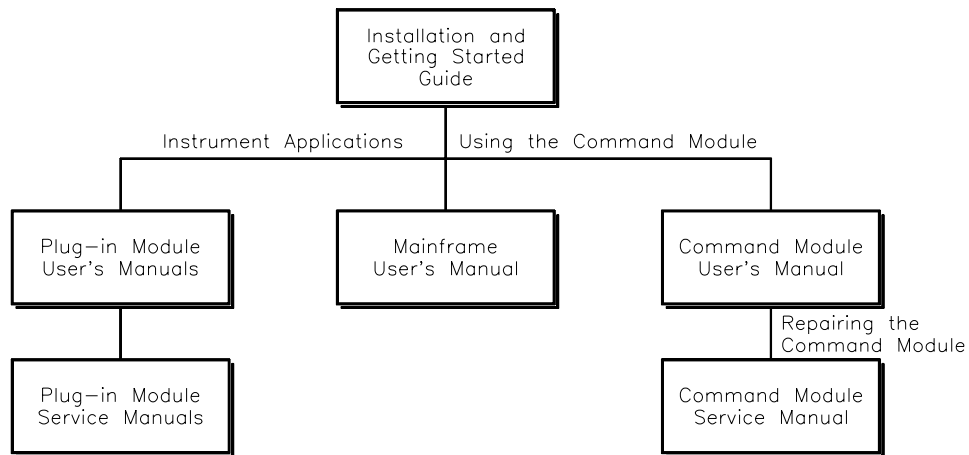 Installation and
Getting Started
Guide
Instrument Applications
Using the Command Module
Plug-in Module
User's Manuals
Mainframe
User's Manual
Command Module
User's Manual
Repairing the
Command Module
Plug-in Module
Service Manuals
Command Module
Service Manual